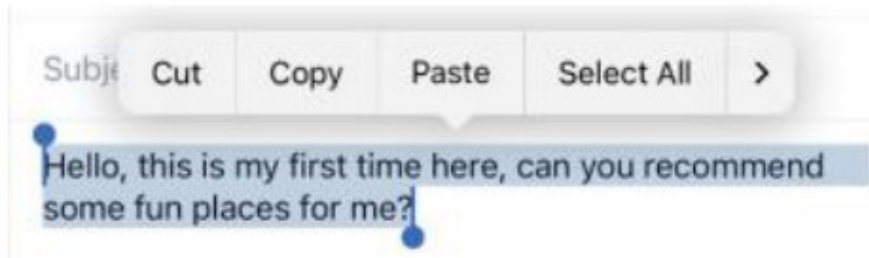 Subje
Cut Copy Paste Select All >
Hello, this is my first time here, can you recommend
some fun places for me?